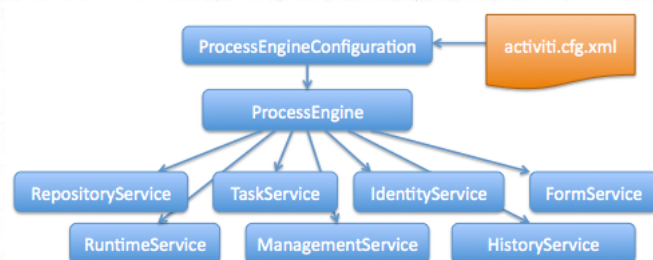 ProcessEngineConfiguration
activiti.cfg.xml
ProcessEngine
RepositoryService
TaskService
IdentityService
FormService
RuntimeService
ManagementService
HistoryService